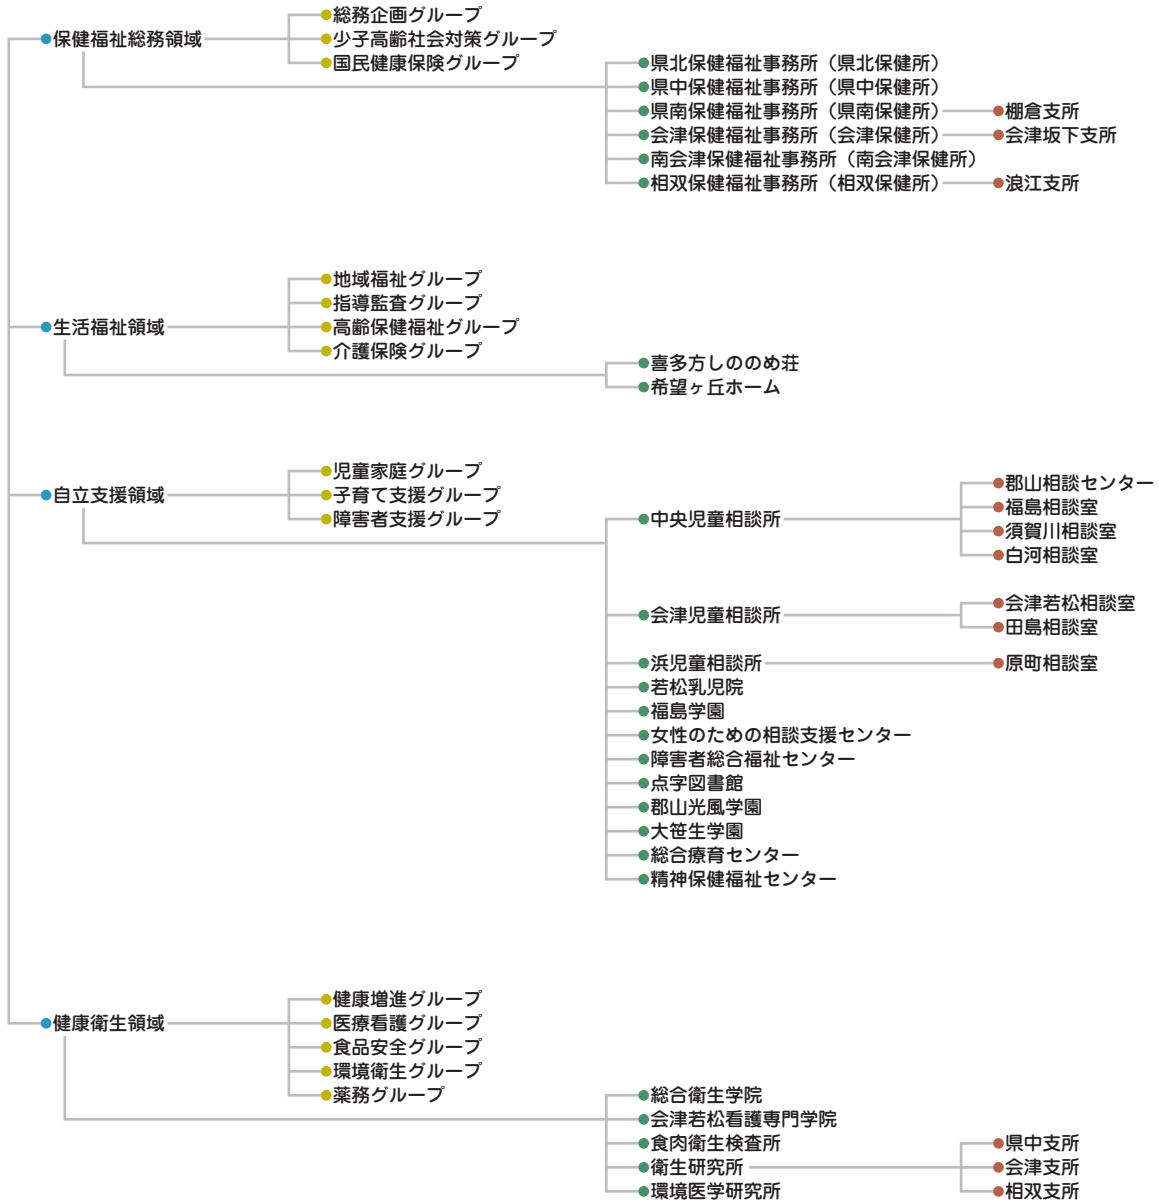 総務企画グループ
保健福祉総務領域
少子高齢社会対策グループ
国民健康保険グループ
県北保健福祉事務所（県北保健所）
県中保健福祉事務所（県中保健所）
県南保健福祉事務所（県南保健所） 棚倉支所
会津保健福祉事務所（会津保健所） 会津坂下支所
南会津保健福祉事務所（南会津保健所）
相双保健福祉事務所（相双保健所） 浪江支所
地域福祉グループ
指導監査グループ
生活福祉領域 高齢保健福祉グループ
介護保険グループ
喜多方しののめ荘
希望ヶ丘ホーム
児童家庭グループ
自立支援領域 子育て支援グループ
障害者支援グループ
中央児童相談所
郡山相談センター
福島相談室
須賀川相談室
白河相談室
会津児童相談所
会津若松相談室
田島相談室
浜児童相談所 原町相談室
若松乳児院
福島学園
女性のための相談支援センター
障害者総合福祉センター
点字図書館
郡山光風学園
大笹生学園
総合療育センター
精神保健福祉センター
健康増進グループ
健康衛生領域 医療看護グループ
食品安全グループ
環境衛生グループ
薬務グループ
総合衛生学院
会津若松看護専門学院
食肉衛生検査所 県中支所
衛生研究所 会津支所
環境医学研究所 相双支所